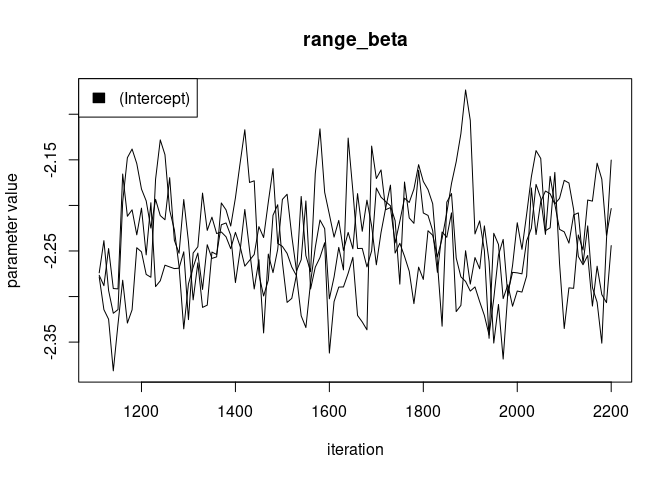 range_beta
(Intercept)
parameter value
-2.15
-2.25
-2.35
1200
1400
1600
1800
2000
2200
iteration